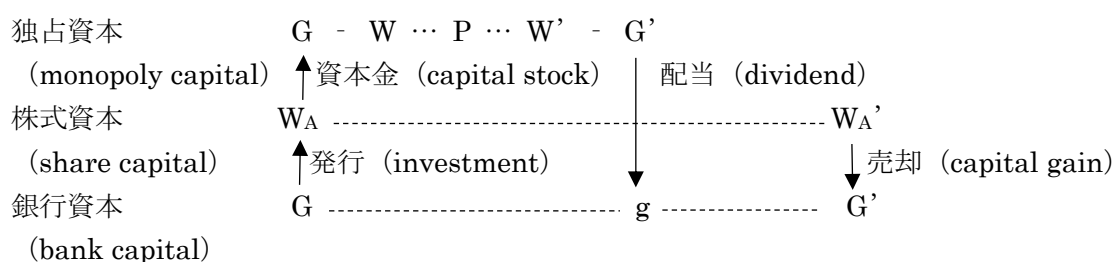 独占資本 G - W … P … W’ - G’
（monopoly capital） 資本金（capital stock） 配当（dividend）
株式資本 WA WA’
（share capital） 発行（investment） 売却（capital gain）
銀行資本 G g G’
（bank capital）